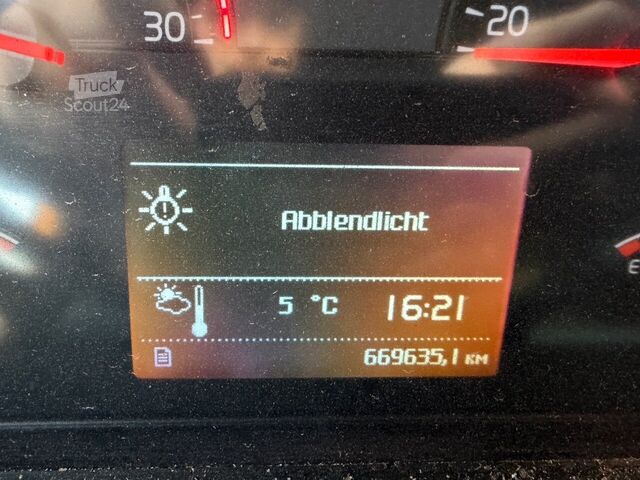 30
20
Truck
Scout24
Abblendlicht
5 °C 16:21
669635,1 KM
E